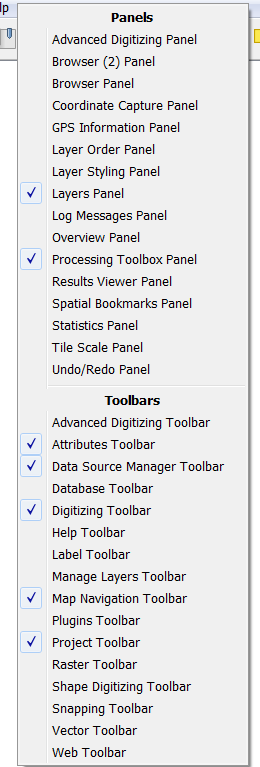 lp
Panels
Advanced Digitizing Panel
Browser (2) Panel
Browser Panel
Coordinate Capture Panel
GPS Information Panel
Layer Order Panel
Layer Styling Panel
Layers Panel
Log Messages Panel
Overview Panel
Processing Toolbox Panel
Results Viewer Panel
Spatial Bookmarks Panel
Statistics Panel
Tile Scale Panel
Undo/Redo Panel
Toolbars
Advanced Digitizing Toolbar
Attributes Toolbar
Data Source Manager Toolbar
Database Toolbar
Digitizing Toolbar
Help Toolbar
Label Toolbar
Manage Layers Toolbar
Map Navigation Toolbar
Plugins Toolbar
Project Toolbar
Raster Toolbar
Shape Digitizing Toolbar
Snapping Toolbar
Vector Toolbar
Web Toolbar